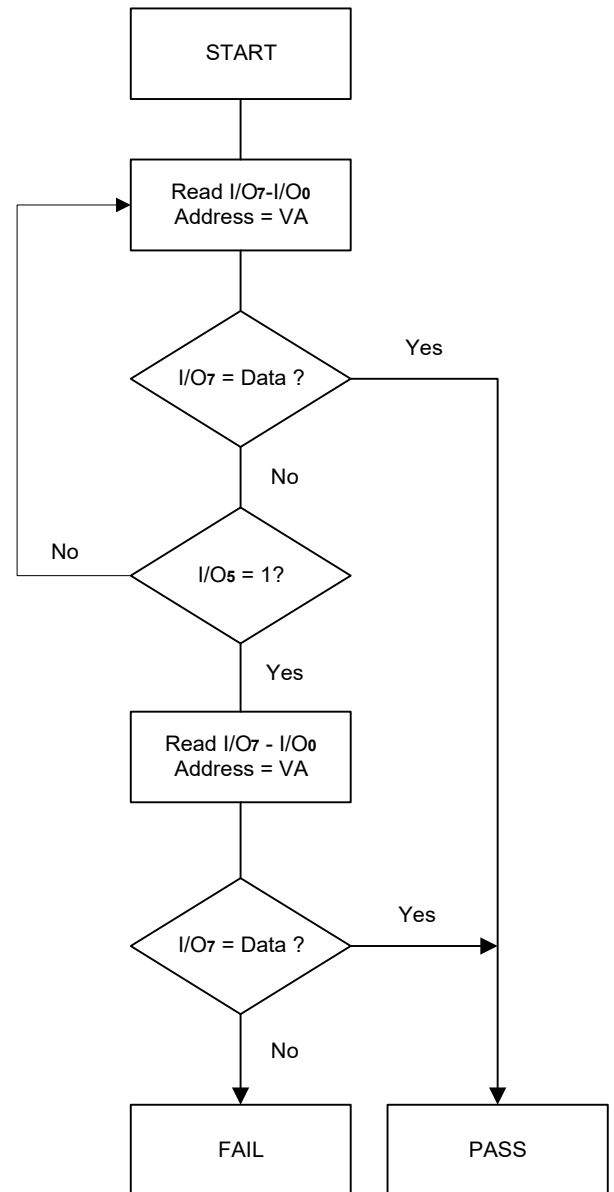 START
Read I/O7-I/O0
Address = VA
Yes
I/O7 = Data ?
No
No
I/O5 = 1?
Yes
Read I/O7 - I/O0
Address = VA
Yes
I/O7 = Data ?
No
FAIL
PASS